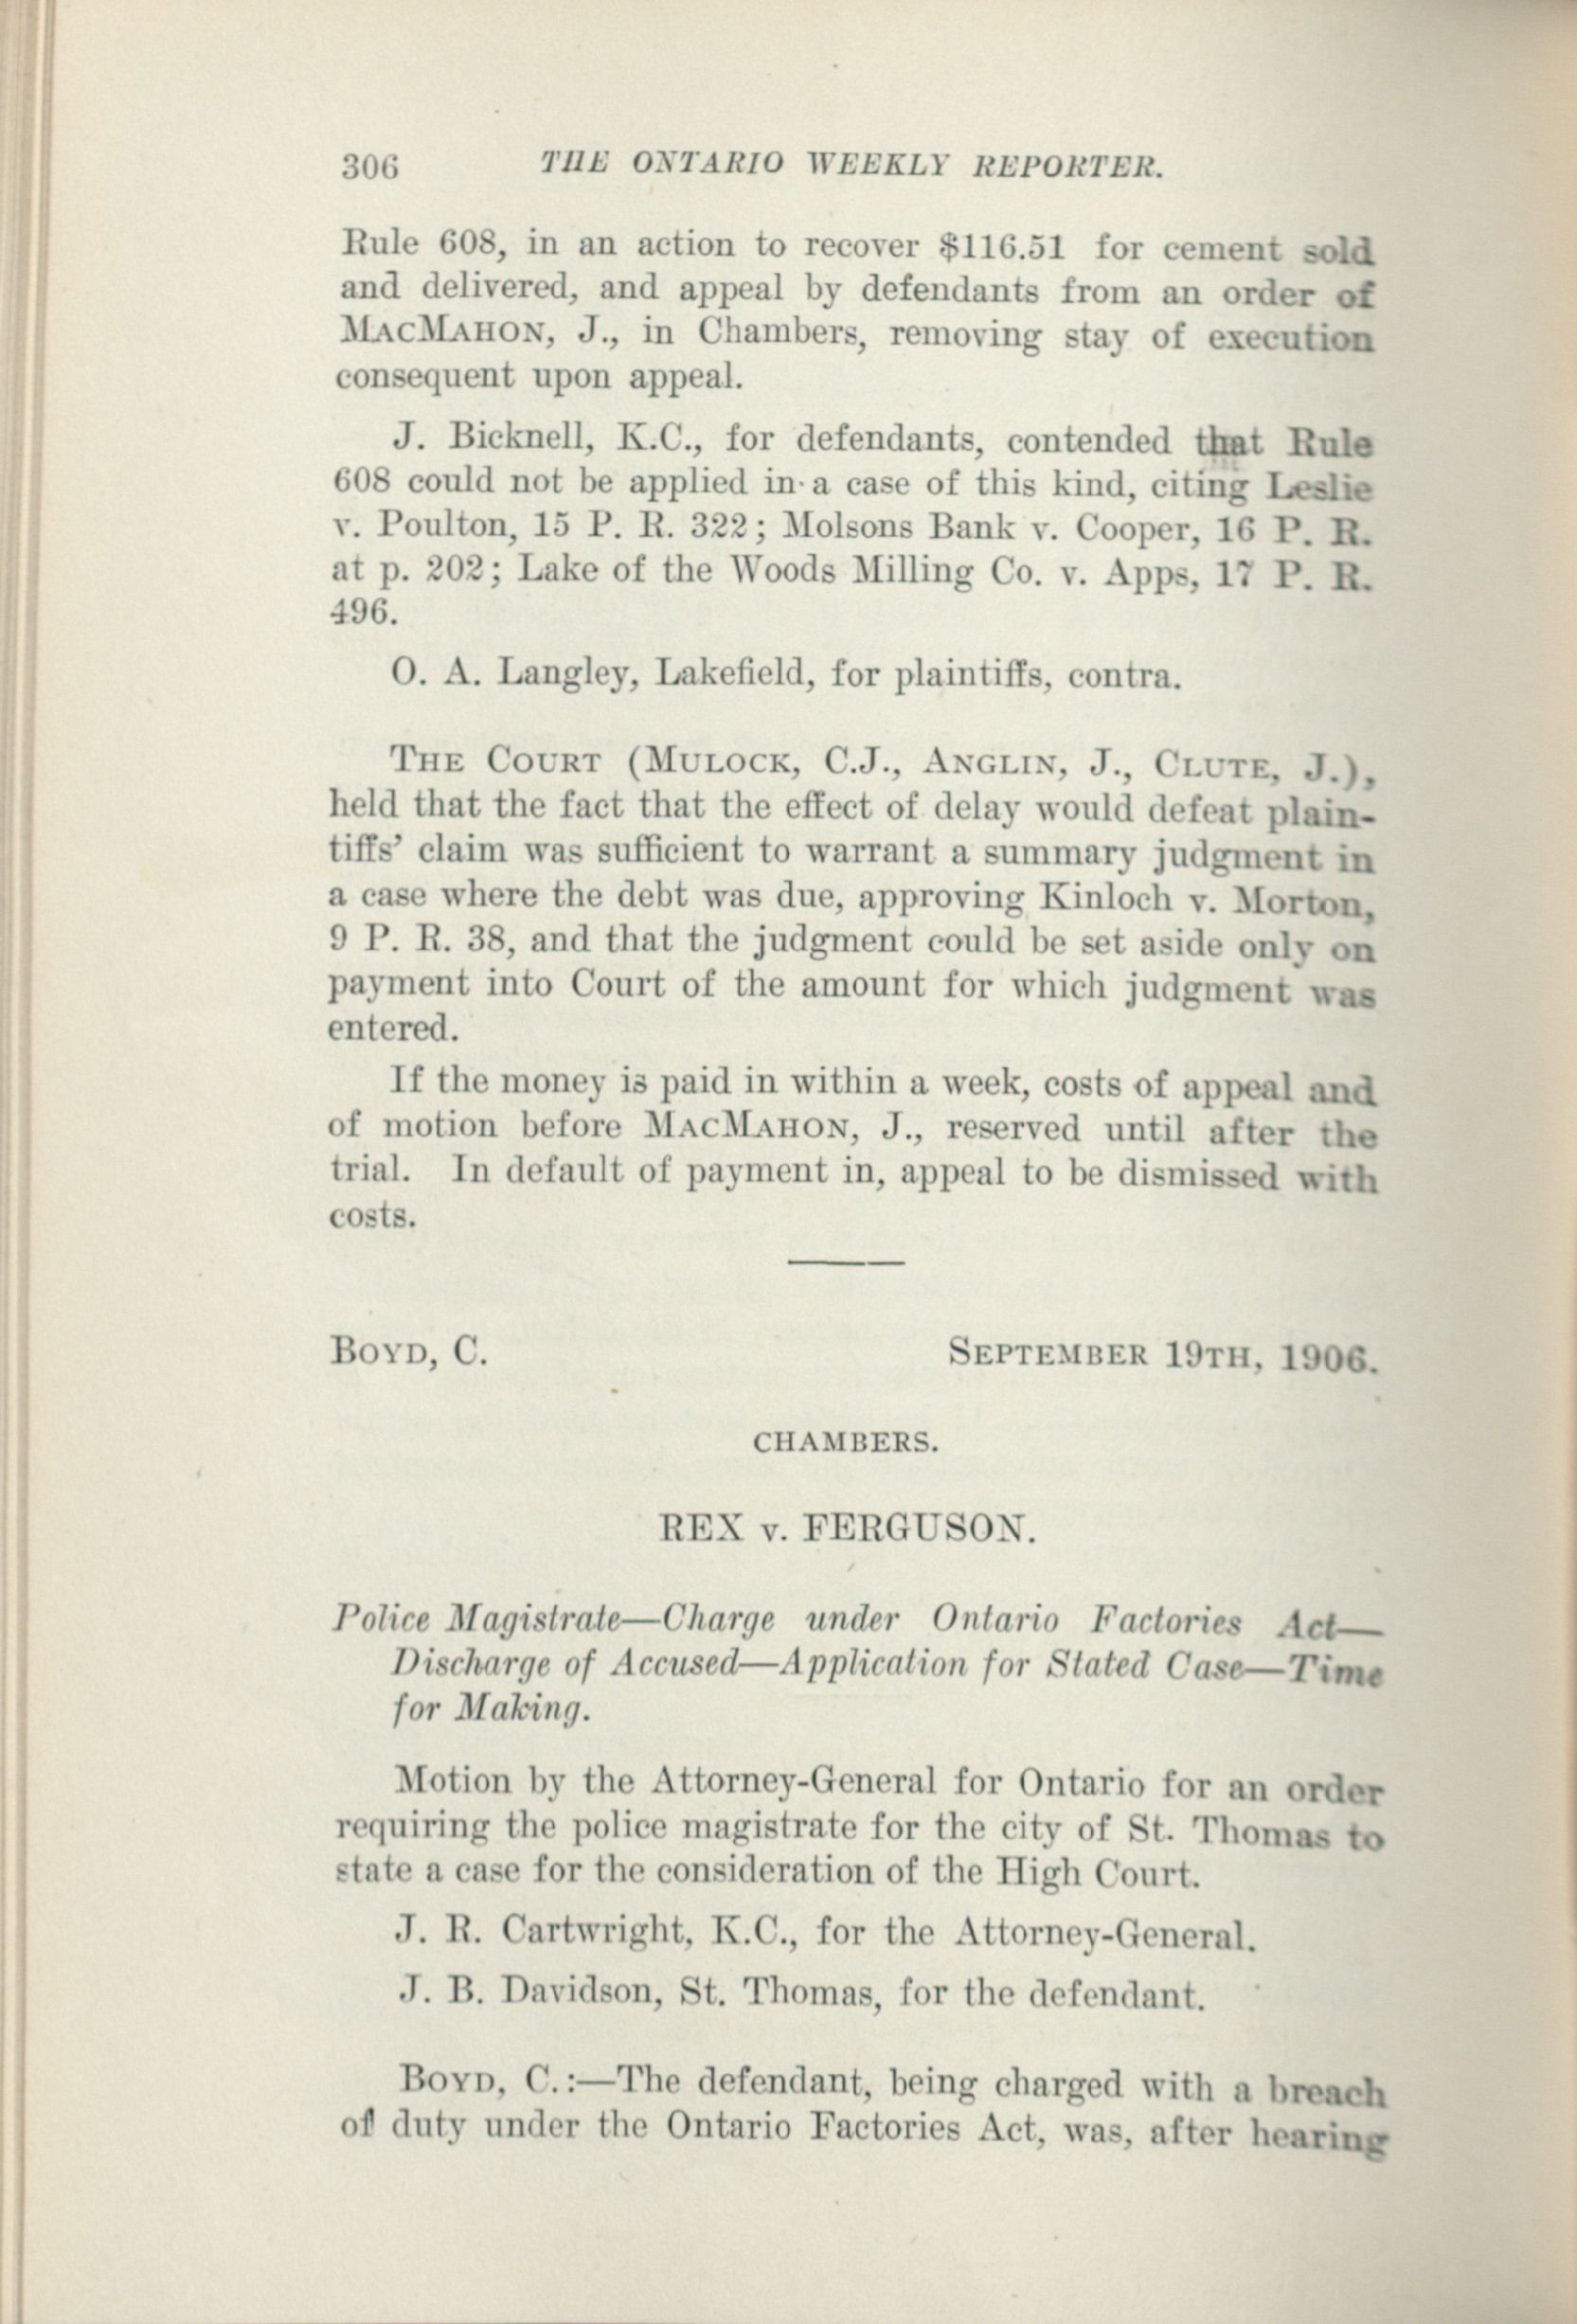 306 THE ONTARIO WEEKLY REPORTER.
Rule 608, in an action to recover $116.51 for cement sold
and delivered, and appeal by defendants from an order of
MacMahon, J., in Chambers, removing stay of execution
consequent upon appeal.
J. Bicknell, K.C., for defendants, contended that Rule
608 could not be applied in a case of this kind, citing Leslie
v. Poulton, 15 P. R. 322; Molsons Bank v. Cooper, 16 P. R.
at p. 202; Lake of the Woods Milling Co. v. Apps, 17 P. R.
496.
O. A. Langley, Lakefield, for plaintiffs, contra.
The Court (Mulock, C.J., Anglin, J., Clute, J.),
held that the fact that the effect of delay would defeat plain-
tiffs' claim was sufficient to warrant a summary judgment in
a case where the debt was due, approving Kinloch v. Morton,
9 P. R. 38, and that the judgment could be set aside only on
payment into Court of the amount for which judgment was
entered.
If the money is paid in within a week, costs of appeal and
of motion before MacMahon, J., reserved until after the
trial. In default of payment in, appeal to be dismissed with
costs.
Boyd, C. September 19th, 1906.
CHAMBERS.
REX v. FERGUSON.
Police Magistrate—Charge under Ontario Factories Act—
Discharge of Accused—Application for Stated Case—Time
for Making.
Motion by the Attorney-General for Ontario for an order
requiring the police magistrate for the city of St. Thomas to
state a case for the consideration of the High Court.
J. R. Cartwright, K.C., for the Attorney-General.
J. B. Davidson, St. Thomas, for the defendant.
Boyd, C.:—The defendant, being charged with a breach
of duty under the Ontario Factories Act, was, after hearing